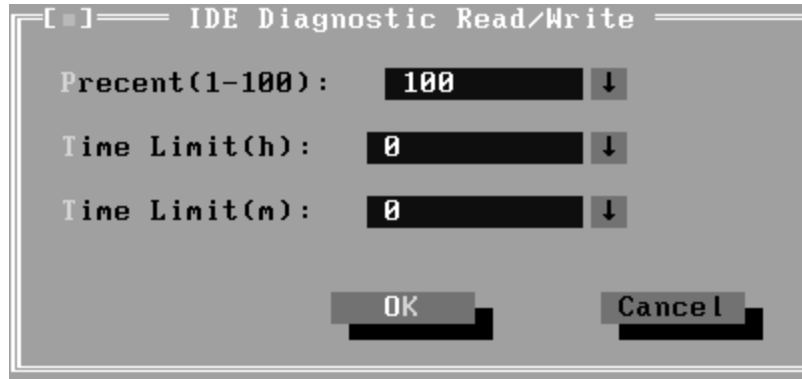 [■] IDE Diagnostic Read/Write
Precent(1-100): 100 ↓
Time Limit(h): 0 ↓
Time Limit(m): 0 ↓
OK Cancel